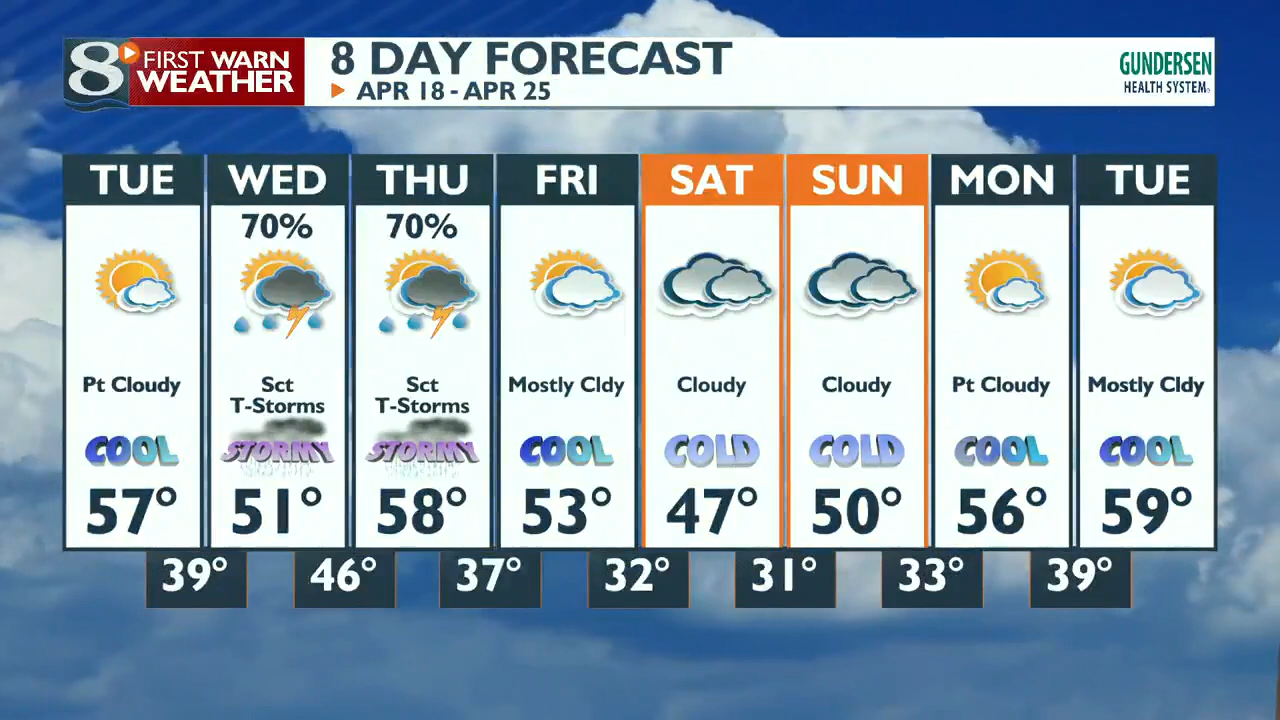 8 FIRST WARN
WEATHER
8 DAY FORECAST
APR 18 - APR 25
GUNDERSEN
HEALTH SYSTEM
TUE WED THU FRI SAT SUN MON TUE
70% 70%
Pt Cloudy Sct Sct Mostly Cldy Cloudy Cloudy Pt Cloudy Mostly Cldy
T-Storms T-Storms
COOL STORMY STORMY COOL COLD COLD COOL COOL
57° 51° 58° 53° 47° 50° 56° 59°
39° 46° 37° 32° 31° 33° 39°